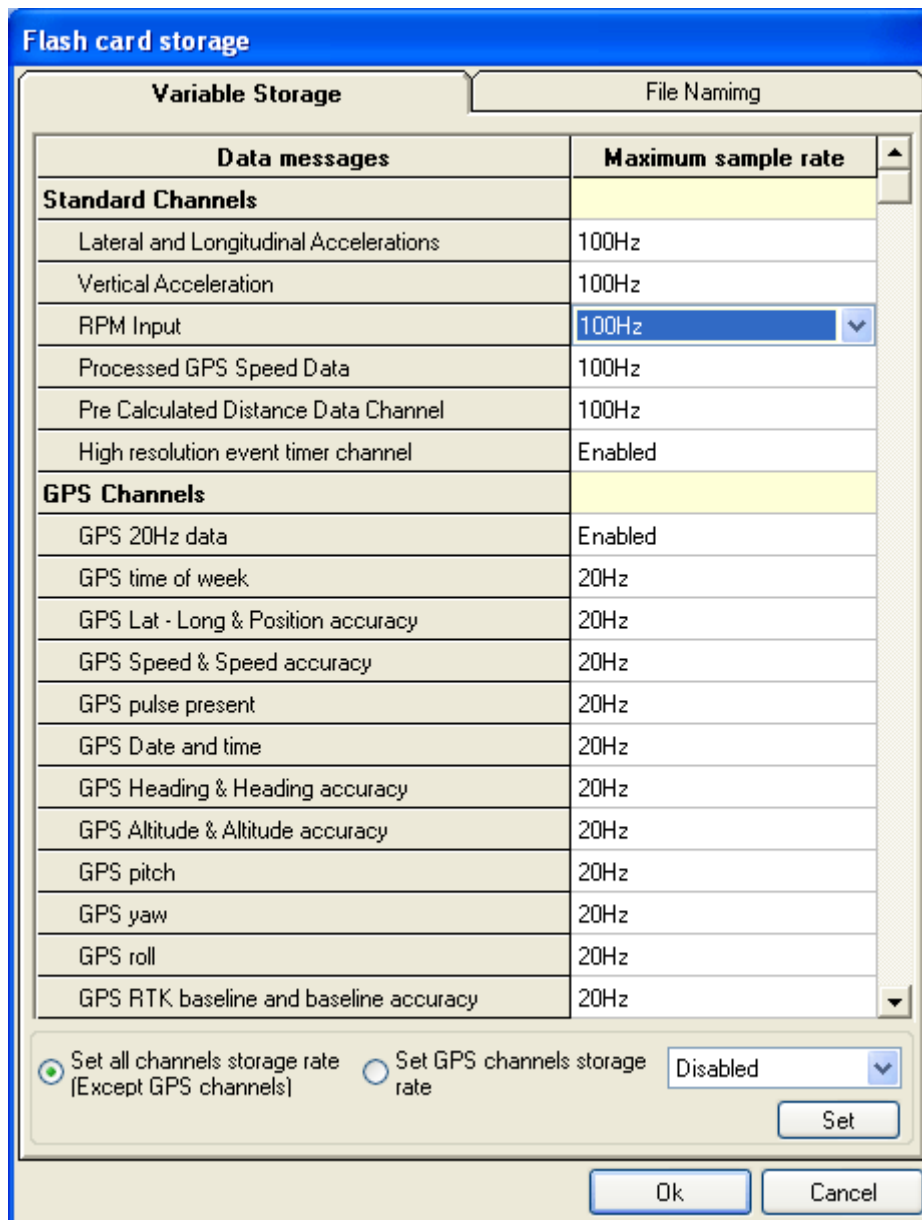 Flash card storage
Variable Storage File Namimg
Data messages Maximum sample rate
Standard Channels
Lateral and Longitudinal Accelerations 100Hz
Vertical Acceleration 100Hz
RPM Input 100Hz
Processed GPS Speed Data 100Hz
Pre Calculated Distance Data Channel 100Hz
High resolution event timer channel Enabled
GPS Channels
GPS 20Hz data Enabled
GPS time of week 20Hz
GPS Lat - Long & Position accuracy 20Hz
GPS Speed & Speed accuracy 20Hz
GPS pulse present 20Hz
GPS Date and time 20Hz
GPS Heading & Heading accuracy 20Hz
GPS Altitude & Altitude accuracy 20Hz
GPS pitch 20Hz
GPS yaw 20Hz
GPS roll 20Hz
GPS RTK baseline and baseline accuracy 20Hz
Set all channels storage rate
(Except GPS channels)
Set GPS channels storage
rate
Disabled
Set
Ok Cancel